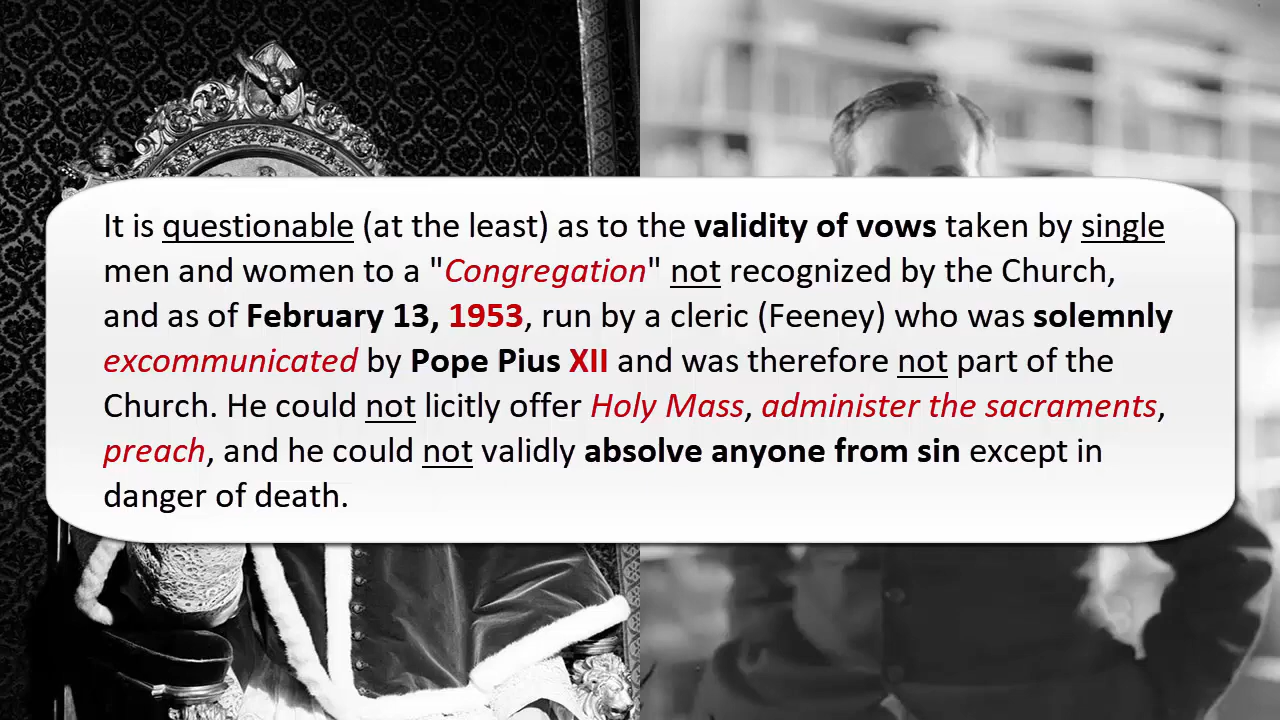 It is questionable (at the least) as to the validity of vows taken by single
men and women to a "Congregation" not recognized by the Church,
and as of February 13, 1953, run by a cleric (Feeney) who was solemnly
excommunicated by Pope Pius XII and was therefore not part of the
Church. He could not licitly offer Holy Mass, administer the sacraments,
preach, and he could not validly absolve anyone from sin except in
danger of death.